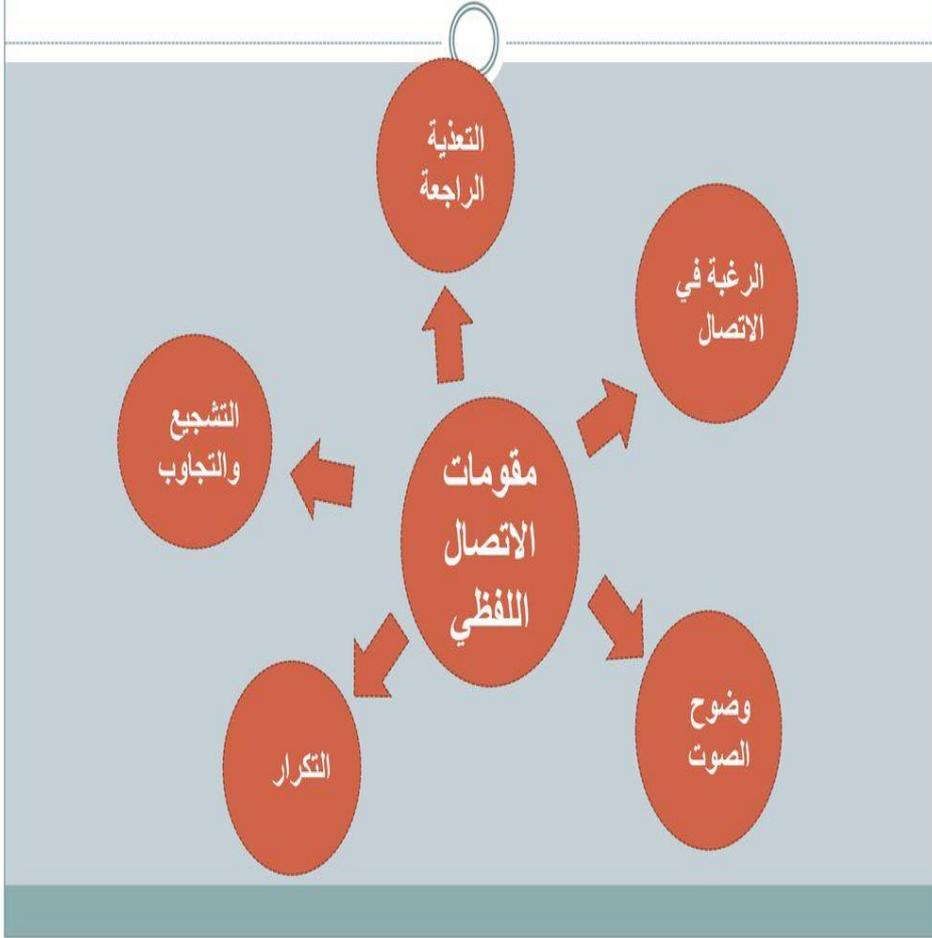 التعذية
الراجعة
الرغبة في
الاتصال
التشجيع
والتجاوب
مقومات
الاتصال
اللفظي
وضوح
الصوت
التكرار